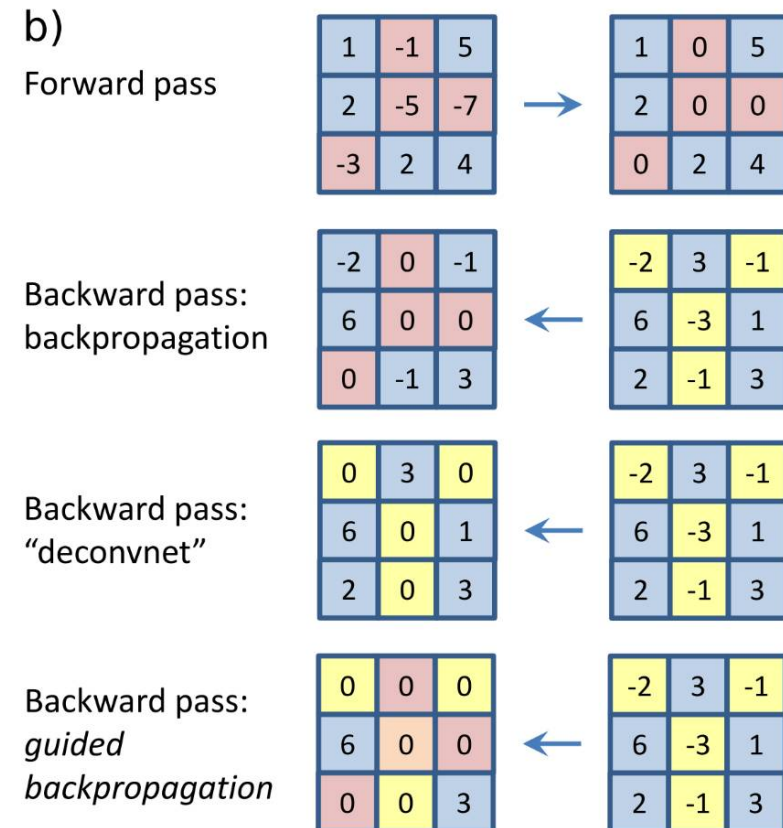 b)
Forward pass
1 -1 5 1 0 5
2 -5 -7 2 0 0
-3 2 4 0 2 4
Backward pass:
backpropagation
-2 0 -1 -2 3 -1
6 0 0 6 -3 1
0 -1 3 2 -1 3
Backward pass:
“deconvnet”
0 3 0 -2 3 -1
6 0 1 6 -3 1
2 0 3 2 -1 3
Backward pass:
guided
backpropagation
0 0 0 -2 3 -1
6 0 0 6 -3 1
0 0 3 2 -1 3